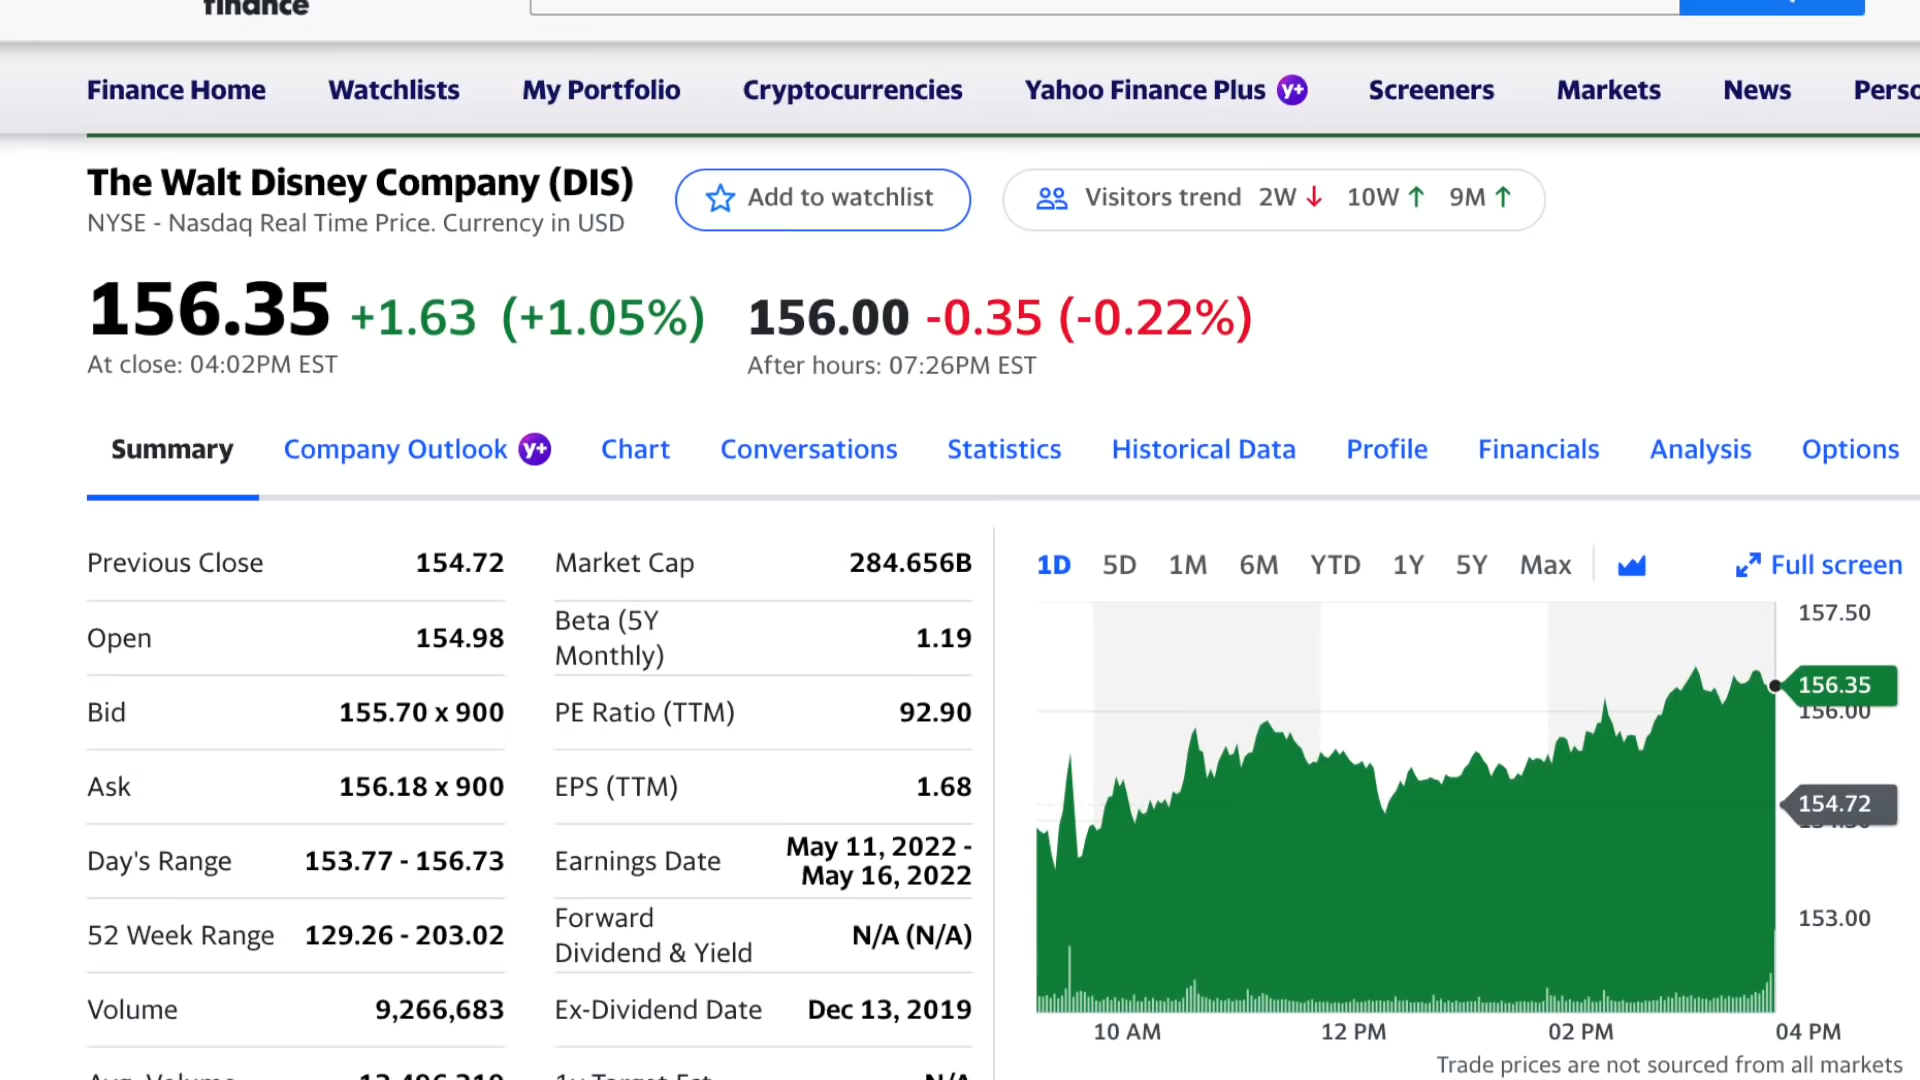 finance
Finance Home Watchlists My Portfolio Cryptocurrencies Yahoo Finance Plus y+ Screeners Markets News Perso
The Walt Disney Company (DIS)
NYSE - Nasdaq Real Time Price. Currency in USD
Add to watchlist
Visitors trend 2W ↓ 10W ↑ 9M ↑
156.35 +1.63 (+1.05%) 156.00 -0.35 (-0.22%)
At close: 04:02PM EST After hours: 07:26PM EST
Summary Company Outlook y+ Chart Conversations Statistics Historical Data Profile Financials Analysis Options
Previous Close 154.72
Open 154.98
Bid 155.70 x 900
Ask 156.18 x 900
Day's Range 153.77 - 156.73
52 Week Range 129.26 - 203.02
Volume 9,266,683
Market Cap 284.656B
Beta (5Y
Monthly) 1.19
PE Ratio (TTM) 92.90
EPS (TTM) 1.68
Earnings Date May 11, 2022 -
May 16, 2022
Forward
Dividend & Yield N/A (N/A)
Ex-Dividend Date Dec 13, 2019
N/A
1D 5D 1M 6M YTD 1Y 5Y Max Full screen
157.50
156.35
156.00
154.72
153.00
10 AM 12 PM 02 PM 04 PM
Trade prices are not sourced from all markets